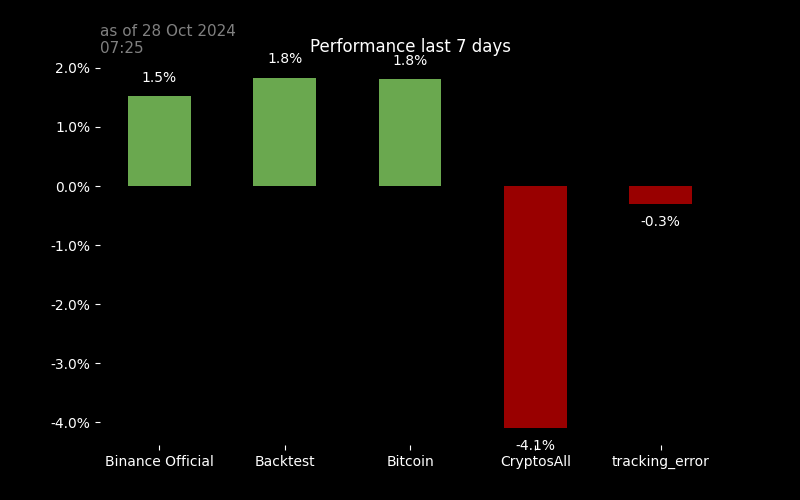 as of 28 Oct 2024
07:25
Performance last 7 days
1.5%
1.8%
1.8%
-4.1%
-0.3%
2.0%
1.0%
0.0%
-1.0%
-2.0%
-3.0%
-4.0%
Binance Official
Backtest
Bitcoin
CryptosAll
tracking_error